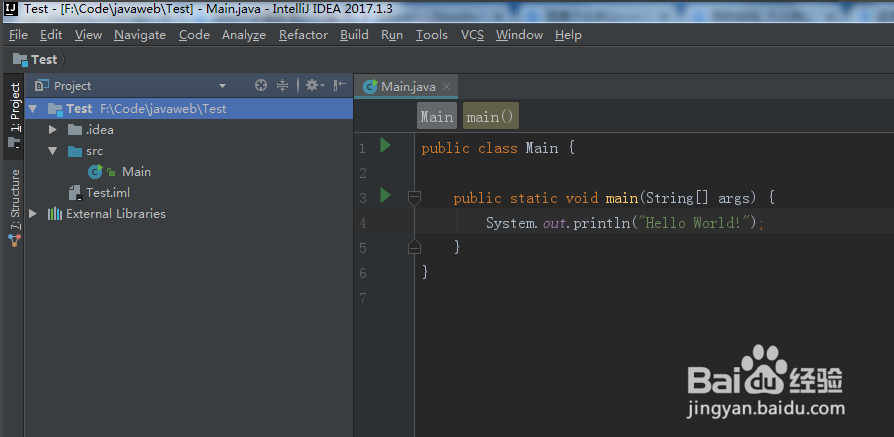 Test - [F:\Code\javaweb\Test] - Main.java - IntelliJ IDEA 2017.1.3
File Edit View Navigate Code Analyze Refactor Build Run Tools VCS Window Help
Test
1: Project
7: Structure
Project
Test F:\Code\javaweb\Test
.idea
src
Main
Test.iml
External Libraries
Main.java
Main main()
1 public class Main {
2
3 public static void main(String[] args) {
4 System.out.println("Hello World!");
5 }
6 }
7
Baidu 经验
jingyan.baidu.com